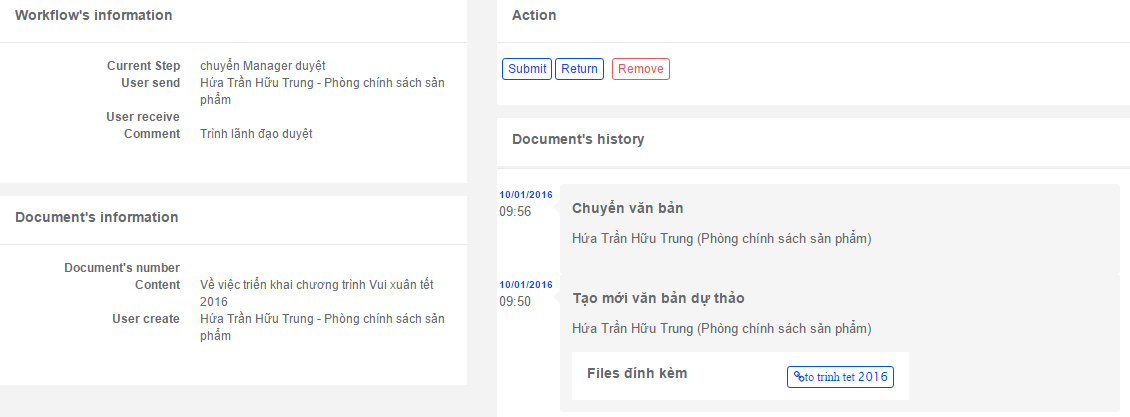 Workflow's information
Current Step chuyển Manager duyệt
User send Hứa Trần Hữu Trung - Phòng chính sách sản
phẩm
User receive
Comment Trình lãnh đạo duyệt
Document's information
Document's number
Content Về việc triển khai chương trình Vui xuân tết
2016
User create Hứa Trần Hữu Trung - Phòng chính sách sản
phẩm
Action
Submit Return Remove
Document's history
10/01/2016
09:56
Chuyển văn bản
Hứa Trần Hữu Trung (Phòng chính sách sản phẩm)
10/01/2016
09:50
Tạo mới văn bản dự thảo
Hứa Trần Hữu Trung (Phòng chính sách sản phẩm)
Files đính kèm to trinh tet 2016